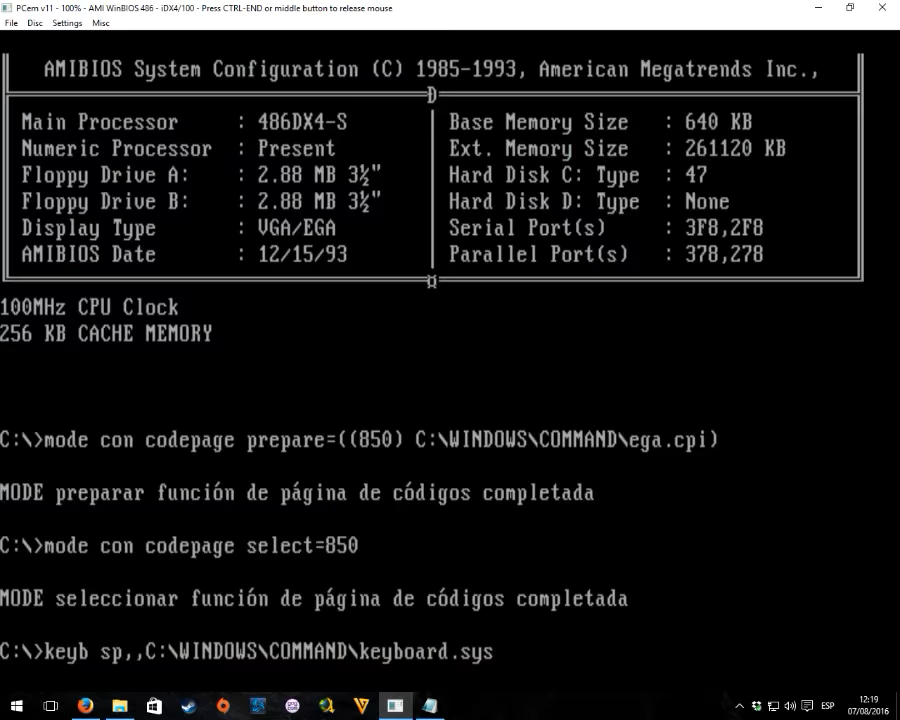 PCem v11 - 100% - AMI WinBIOS 486 - iDX4/100 - Press CTRL-END or middle button to release mouse
File Disc Settings Misc
AMIBIOS System Configuration (C) 1985-1993, American Megatrends Inc.,
Main Processor : 486DX4-S Base Memory Size : 640 KB
Numeric Processor : Present Ext. Memory Size : 261120 KB
Floppy Drive A: : 2.88 MB 3½" Hard Disk C: Type : 47
Floppy Drive B: : 2.88 MB 3½" Hard Disk D: Type : None
Display Type : VGA/EGA Serial Port(s) : 3F8,2F8
AMIBIOS Date : 12/15/93 Parallel Port(s) : 378,278
100MHz CPU Clock
256 KB CACHE MEMORY
C:\>mode con codepage prepare=((850) C:\WINDOWS\COMMAND\ega.cpi)
MODE preparar función de página de códigos completada
C:\>mode con codepage select=850
MODE seleccionar función de página de códigos completada
C:\>keyb sp,,C:\WINDOWS\COMMAND\keyboard.sys
ESP
12:19
07/08/2016